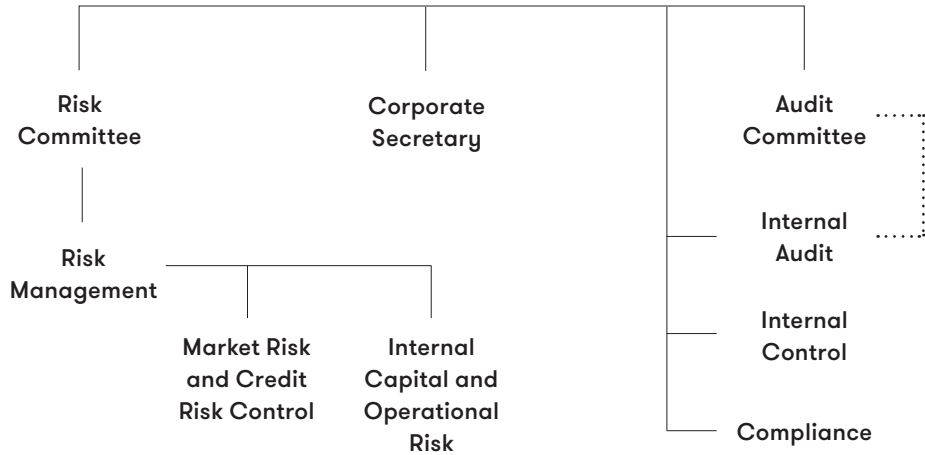 Risk
Committee
Corporate
Secretary
Audit
Committee
Risk
Management
Internal
Audit
Market Risk
and Credit
Risk Control
Internal
Capital and
Operational
Risk
Internal
Control
Compliance